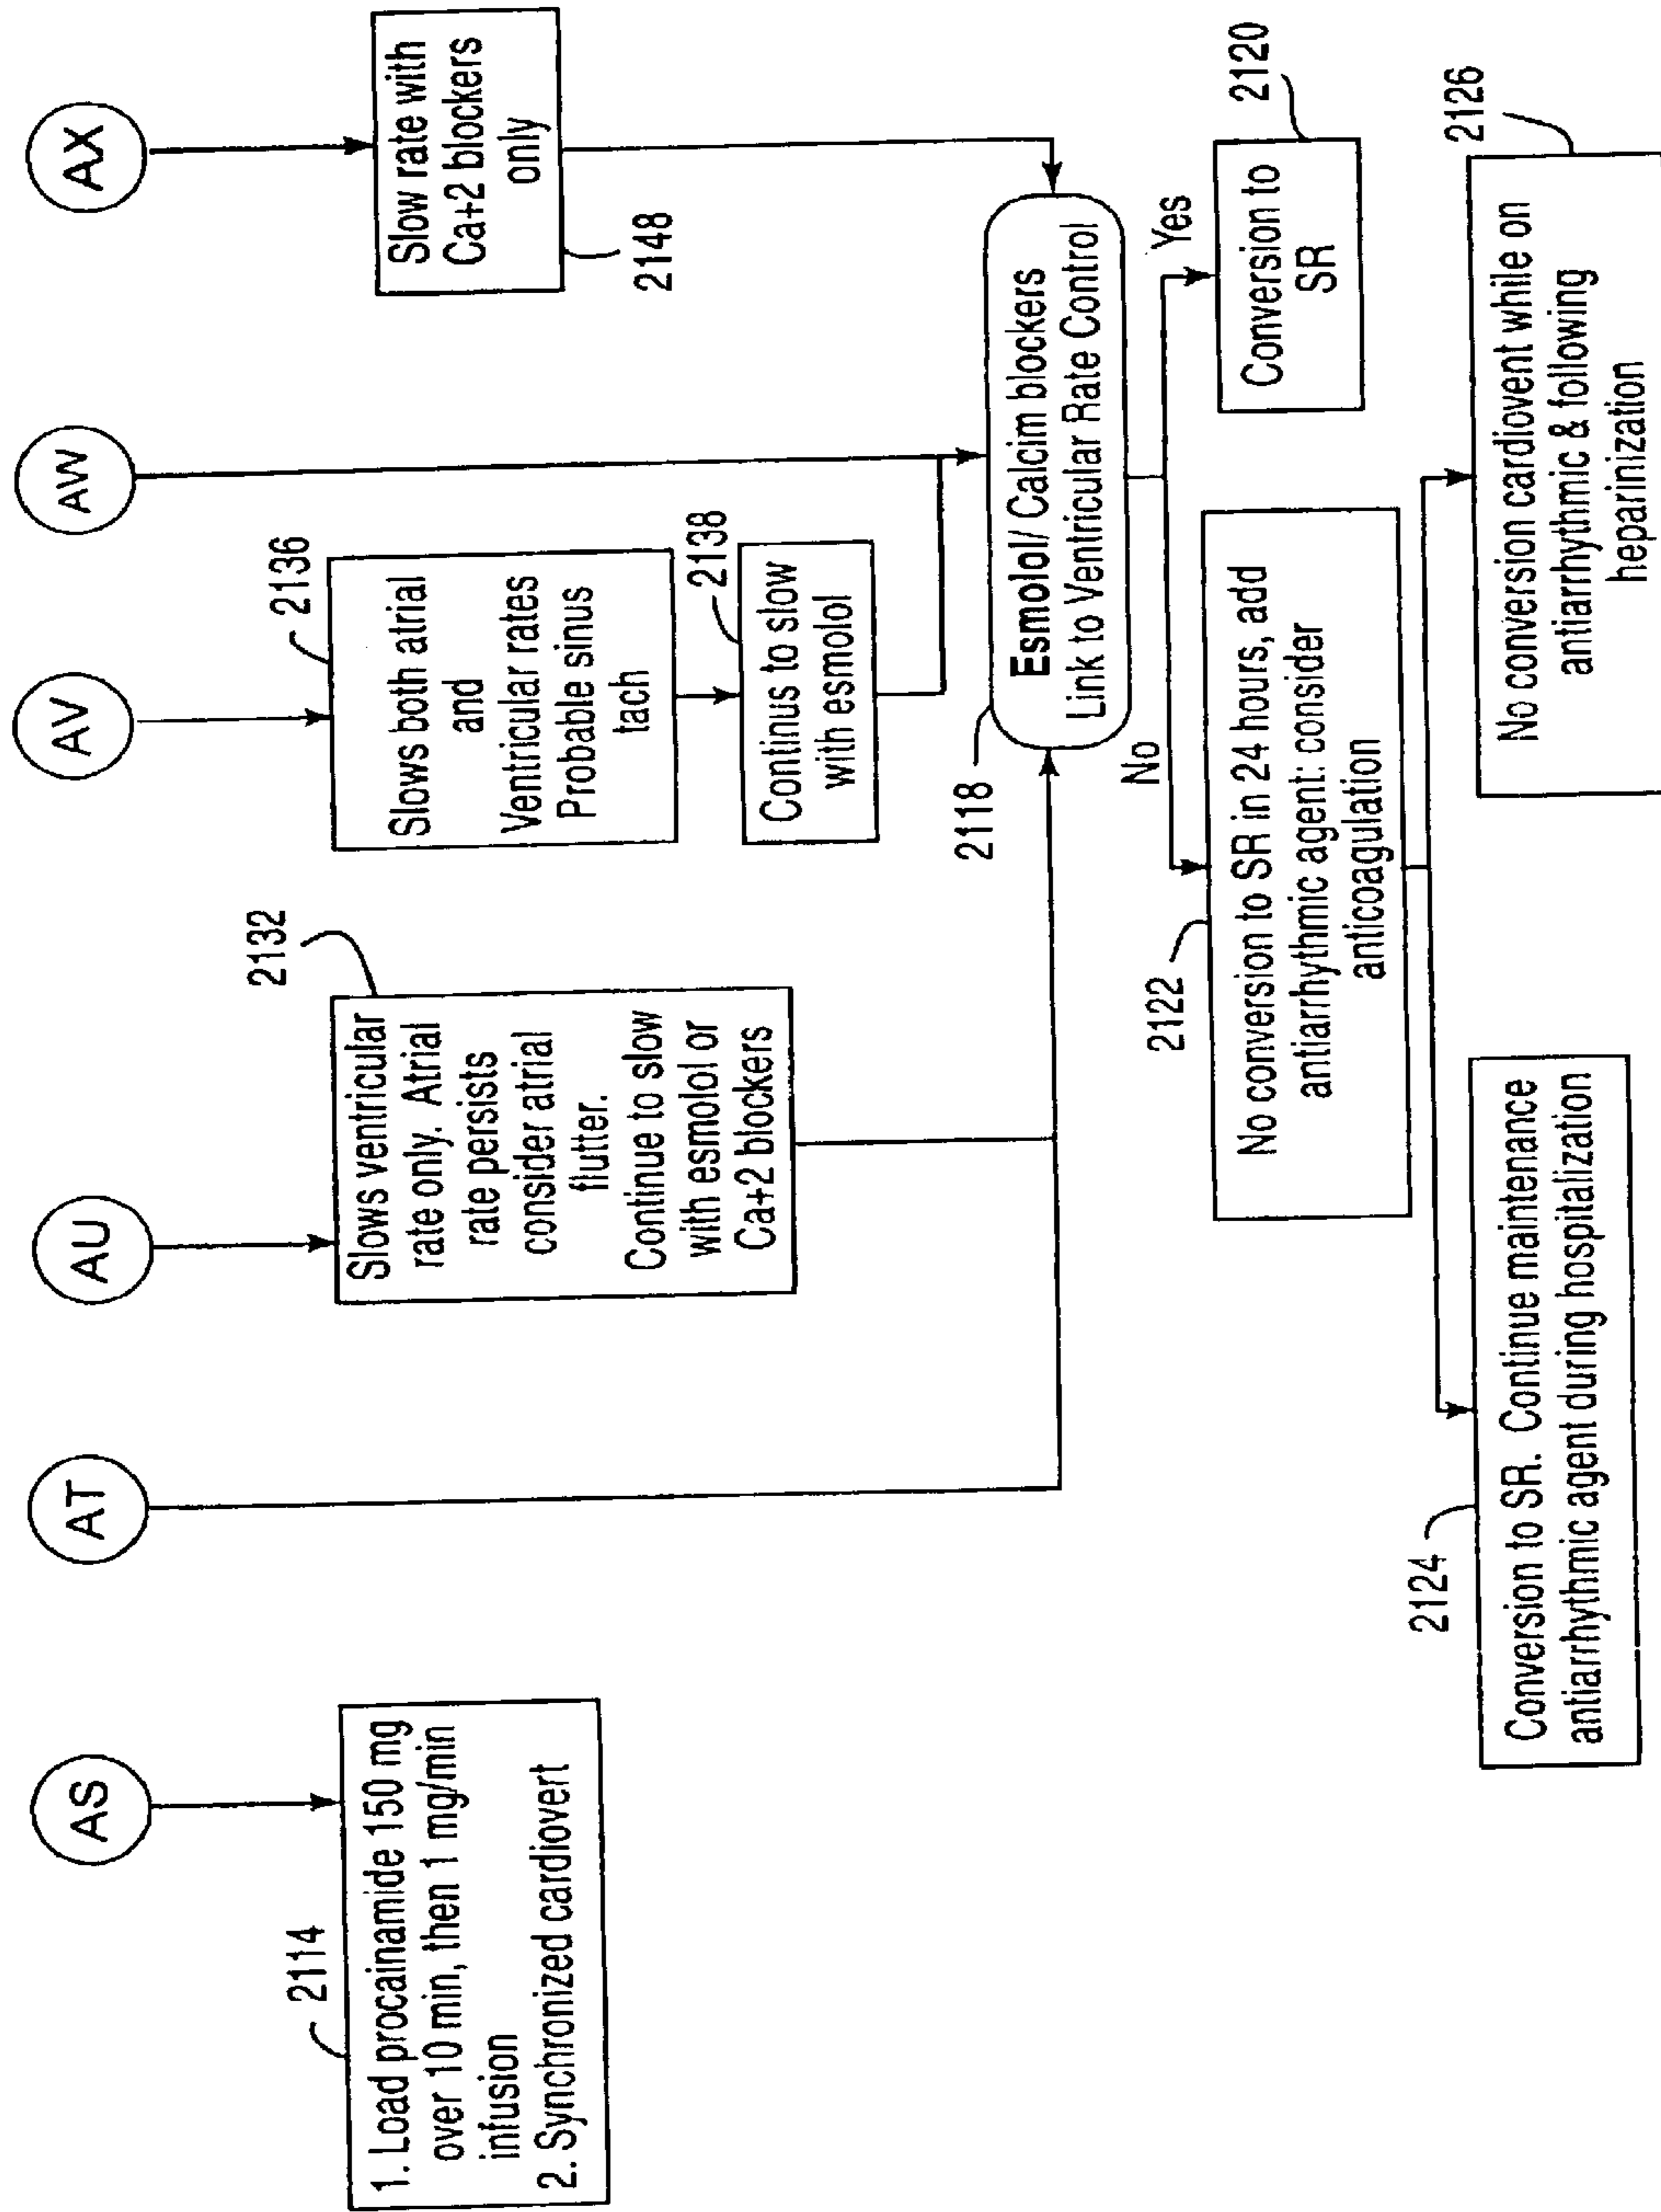 AS
AT
AU
AV
AW
AX
2114
1. Load procainamide 150 mg
over 10 min, then 1 mg/min
infusion
2. Synchronized cardiovert
2132
Slows ventricular
rate only. Atrial
rate persists
consider atrial
flutter.
Continue to slow
with esmolol or
Ca+2 blockers
2136
Slows both atrial
and
Ventricular rates
Probable sinus
tach
2138
Continus to slow
with esmolol
Slow rate with
Ca+2 blockers
only
2148
2118
Esmolol/ Calcim blockers
Link to Ventricular Rate Control
No
Yes
2122
No conversion to SR in 24 hours, add
antiarrhythmic agent: consider
anticoagulation
Conversion to
SR
2120
2124
Conversion to SR. Continue maintenance
antiarrhythmic agent during hospitalization
2126
No conversion cardiovent while on
antiarrhythmic & following
heparinization